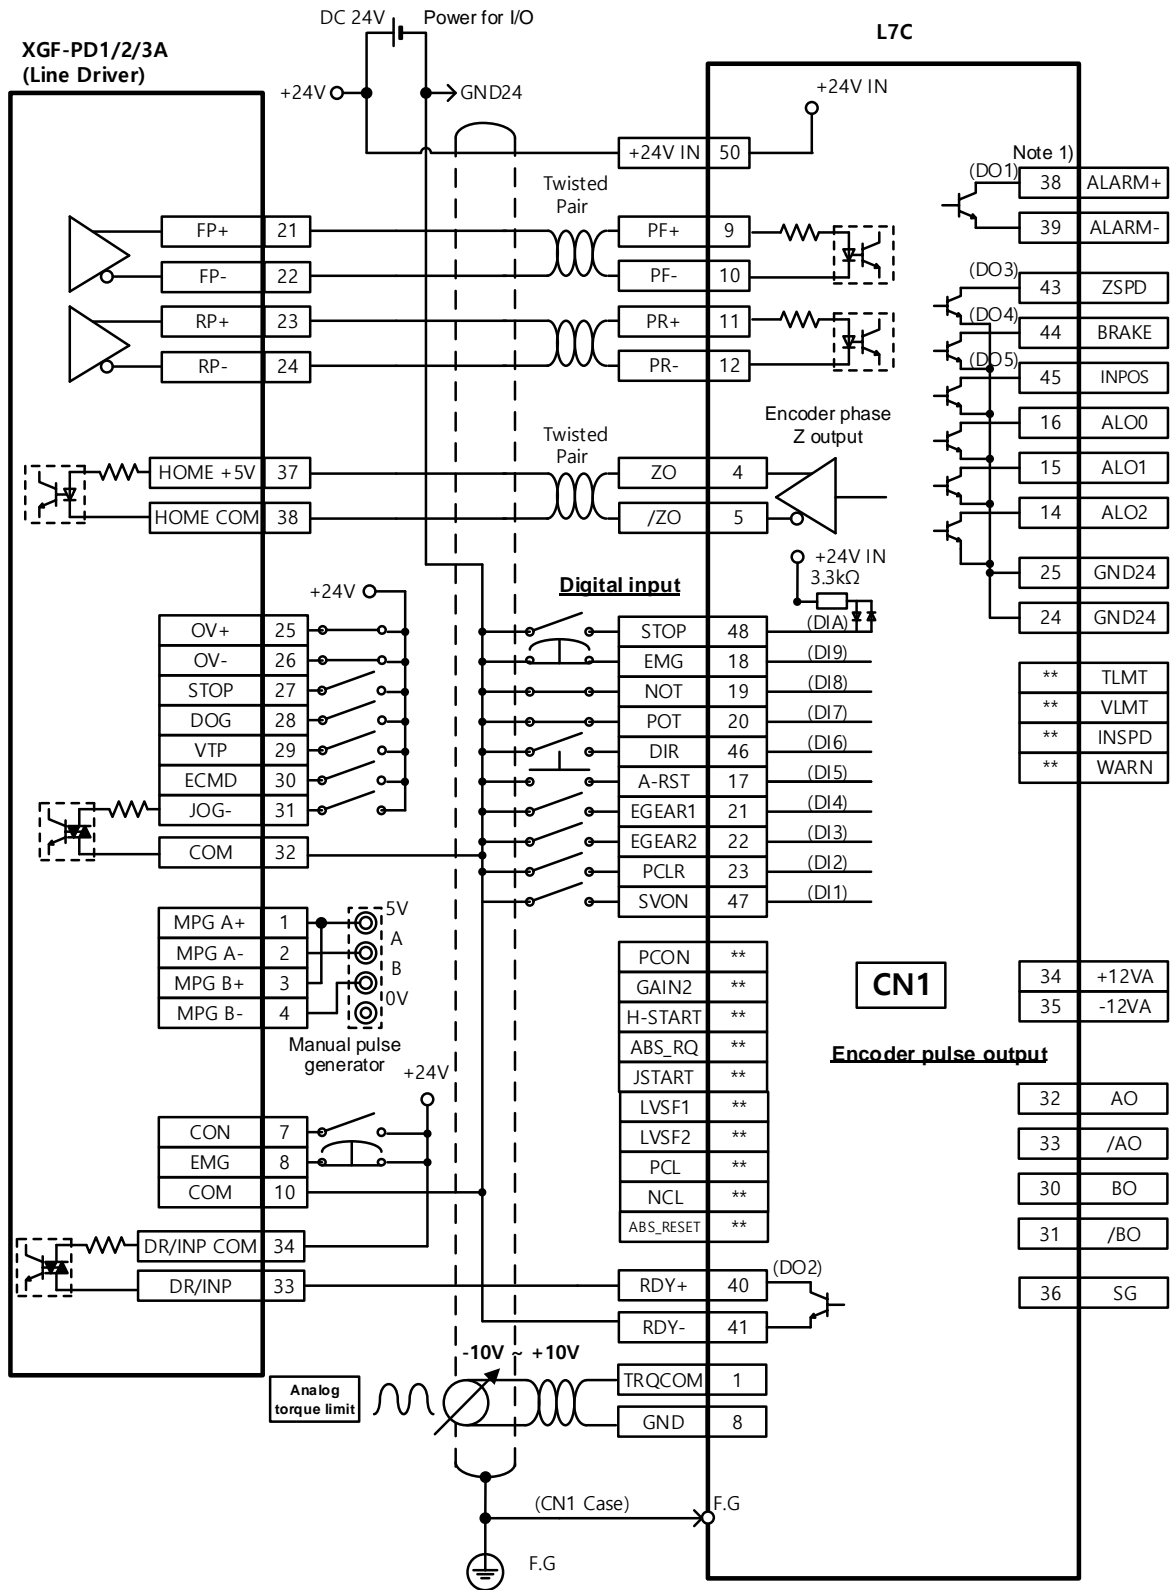 DC 24V
Power for I/O
L7C
XGF-PD1/2/3A
(Line Driver)
+24V
GND24
+24V IN
+24V IN 50
Note 1)
(DO1)
38 ALARM+
39 ALARM-
Twisted
Pair
FP+ 21
PF+ 9
FP- 22
PF- 10
(DO3)
43 ZSPD
RP+ 23
PR+ 11
(DO4)
44 BRAKE
RP- 24
PR- 12
(DO5)
45 INPOS
16 ALO0
15 ALO1
14 ALO2
25 GND24
24 GND24
Encoder phase
Z output
Twisted
Pair
HOME +5V 37
ZO 4
HOME COM 38
/ZO 5
+24V IN
3.3kΩ
Digital input
+24V
OV+ 25
OV- 26
STOP 27
DOG 28
VTP 29
ECMD 30
JOG- 31
COM 32
STOP 48 (DIA)
EMG 18 (DI9)
NOT 19 (DI8)
POT 20 (DI7)
DIR 46 (DI6)
A-RST 17 (DI5)
EGEAR1 21 (DI4)
EGEAR2 22 (DI3)
PCLR 23 (DI2)
SVON 47 (DI1)
** TLMT
** VLMT
** INSPD
** WARN
MPG A+ 1
MPG A- 2
MPG B+ 3
MPG B- 4
5V
A
B
0V
Manual pulse
generator
PCON **
GAIN2 **
H-START **
ABS_RQ **
JSTART **
LVSF1 **
LVSF2 **
PCL **
NCL **
ABS_RESET **
CN1
34 +12VA
35 -12VA
Encoder pulse output
32 AO
33 /AO
30 BO
31 /BO
36 SG
+24V
CON 7
EMG 8
COM 10
DR/INP COM 34
DR/INP 33
RDY+ 40
(DO2)
RDY- 41
-10V ~ +10V
Analog
torque limit
TRQCOM 1
GND 8
(CN1 Case)
F.G
F.G